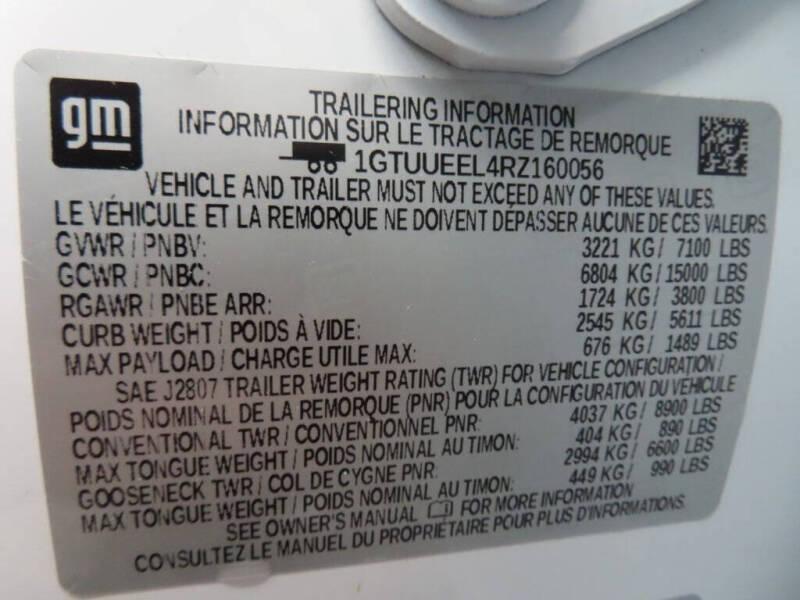 gm
TRAILERING INFORMATION
INFORMATION SUR LE TRACTAGE DE REMORQUE
1GTUUEEL4RZ160056
VEHICLE AND TRAILER MUST NOT EXCEED ANY OF THESE VALUES.
LE VÉHICULE ET LA REMORQUE NE DOIVENT DÉPASSER AUCUNE DE CES VALEURS.
GVWR / PNBV: 3221 KG/ 7100 LBS
GCWR / PNBC: 6804 KG/ 15000 LBS
RGAWR / PNBE ARR: 1724 KG/ 3800 LBS
CURB WEIGHT / POIDS À VIDE: 2545 KG/ 5611 LBS
MAX PAYLOAD / CHARGE UTILE MAX: 676 KG/ 1489 LBS
SAE J2807 TRAILER WEIGHT RATING (TWR) FOR VEHICLE CONFIGURATION /
POIDS NOMINAL DE LA REMORQUE (PNR) POUR LA CONFIGURATION DU VÉHICULE
CONVENTIONAL TWR / CONVENTIONNEL PNR: 4037 KG/ 8900 LBS
MAX TONGUE WEIGHT / POIDS NOMINAL AU TIMON: 404 KG/ 890 LBS
GOOSENECK TWR / COL DE CYGNE PNR: 2994 KG/ 6600 LBS
MAX TONGUE WEIGHT / POIDS NOMINAL AU TIMON: 449 KG/ 990 LBS
SEE OWNER'S MANUAL FOR MORE INFORMATION
CONSULTEZ LE MANUEL DU PROPRIÉTAIRE POUR PLUS D'INFORMATIONS.